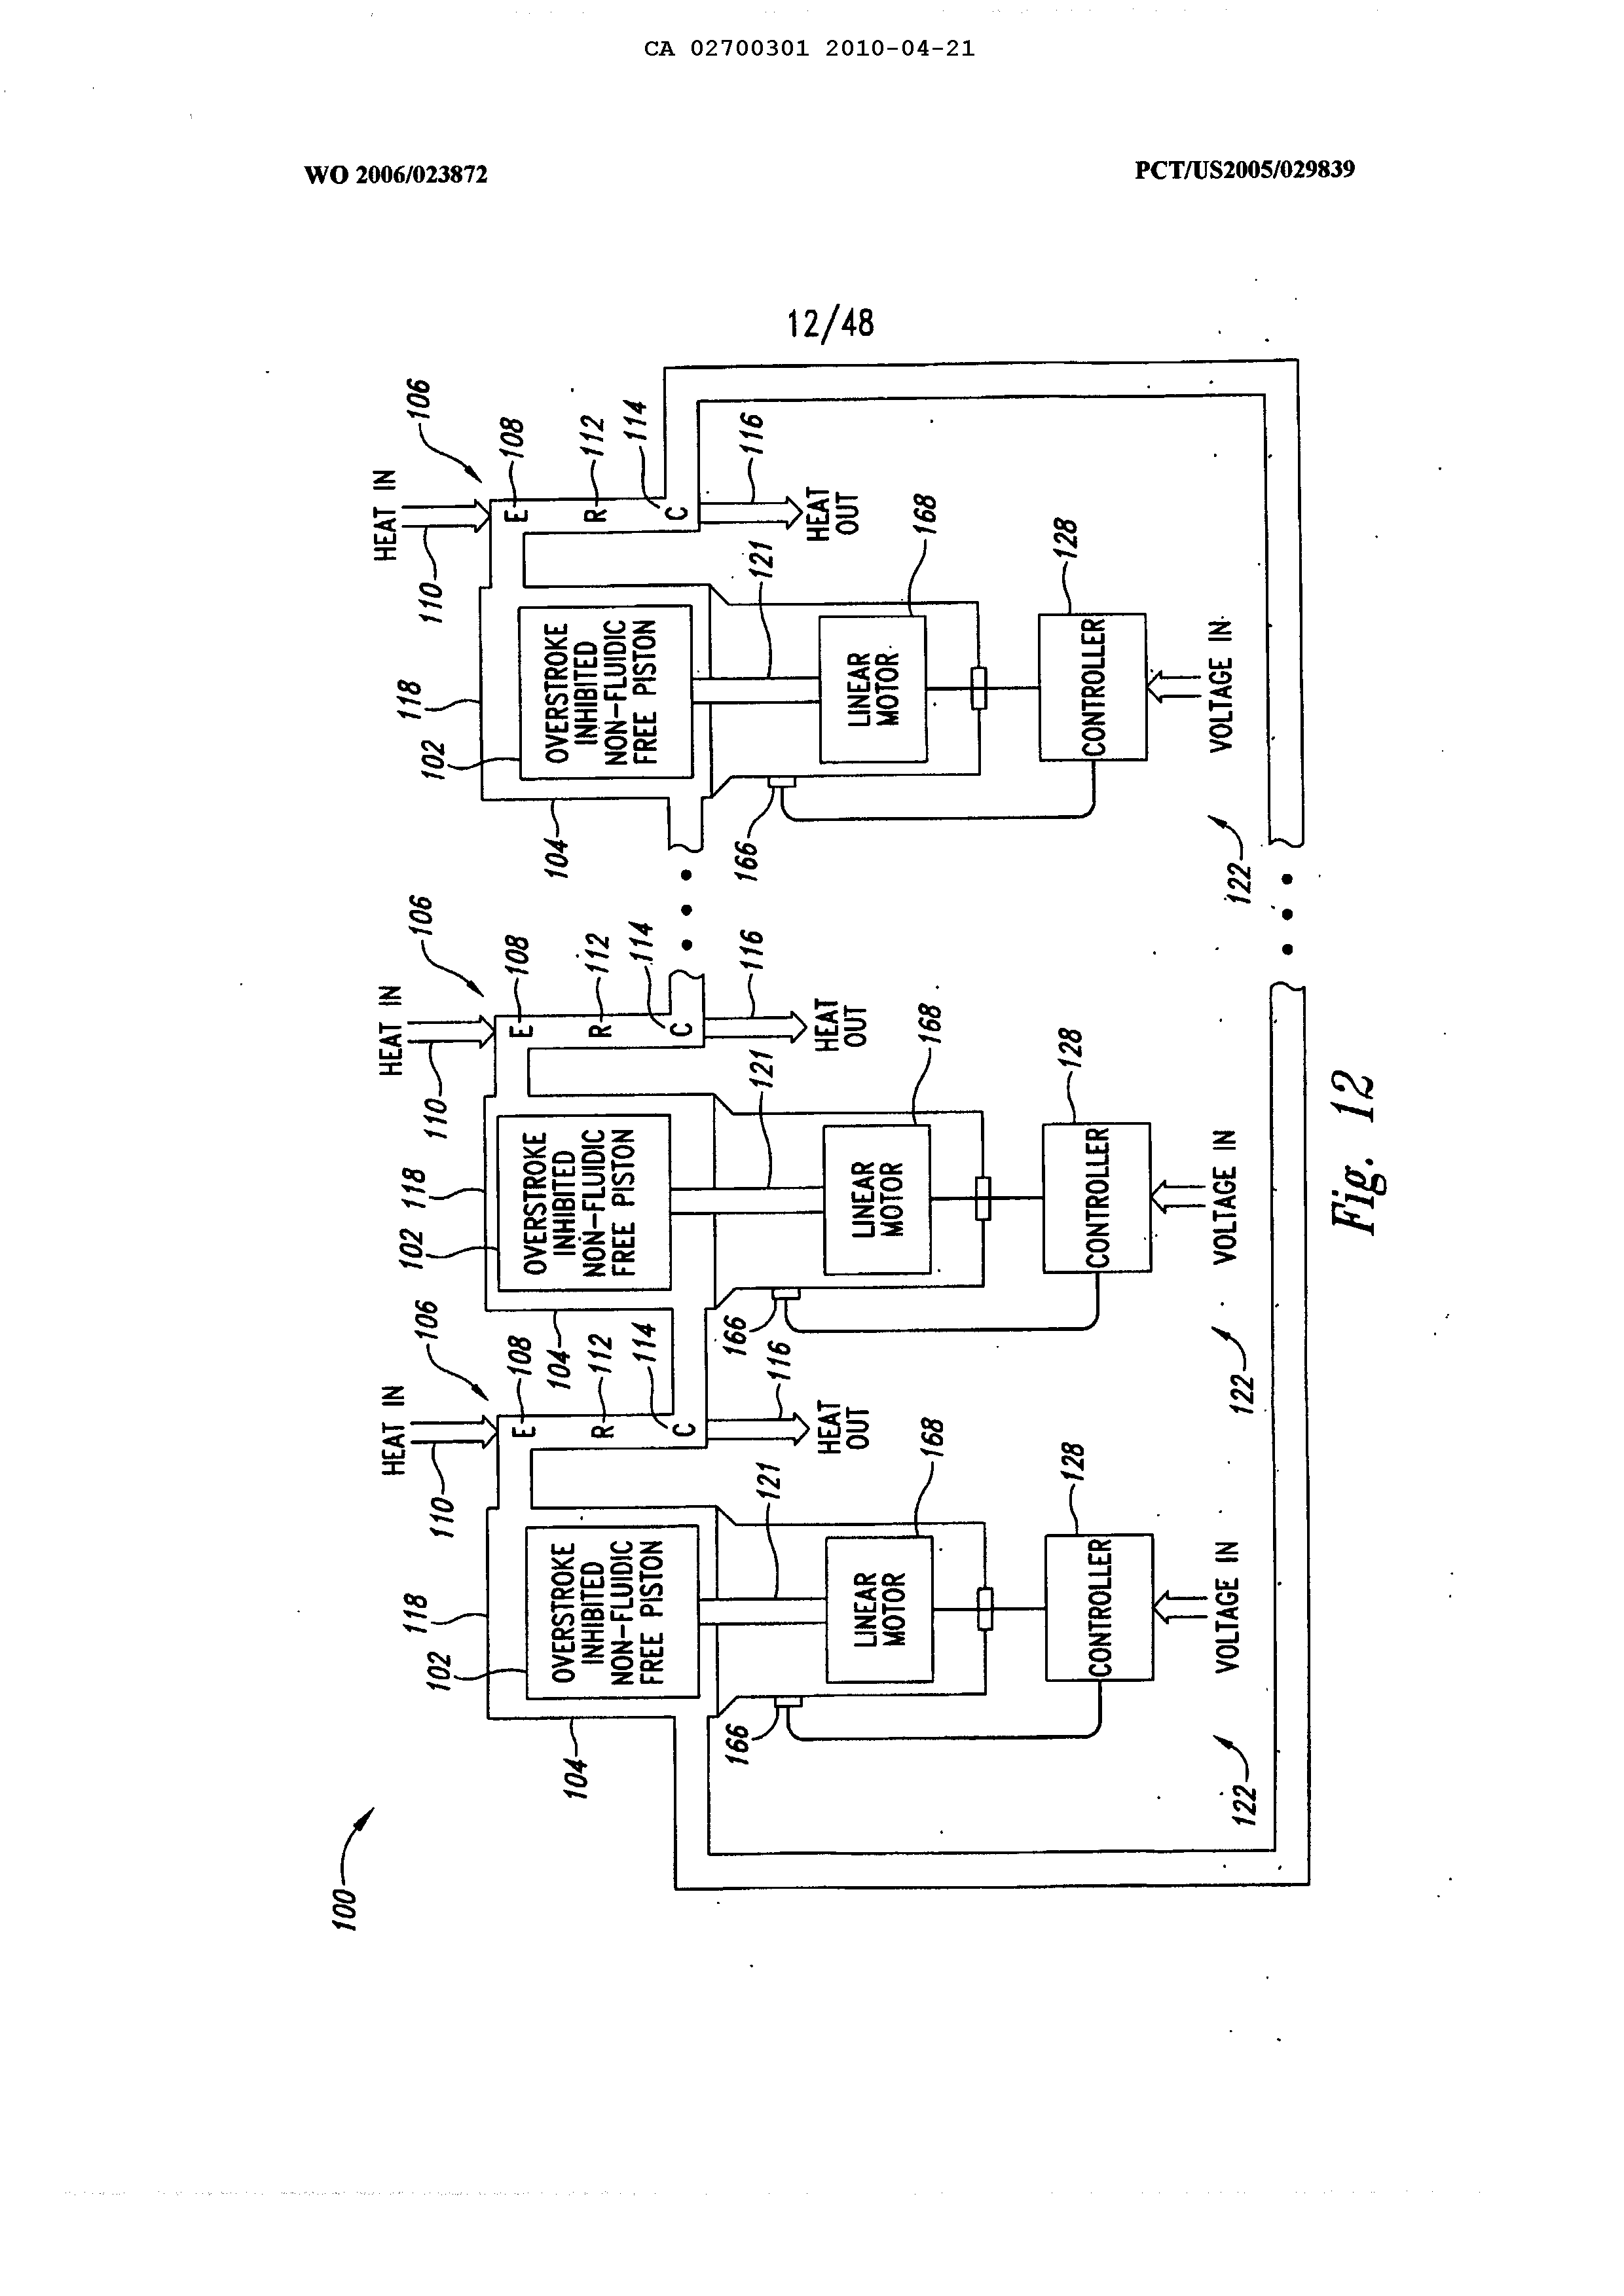 CA 02700301 2010-04-21
WO 2006/023872
PCT/US2005/029839
12/48
100
HEAT IN
110
106
118
102
104
OVERSTROKE
INHIBITED
NON-FLUIDIC
FREE PISTON
E
108
R
112
C
114
116
HEAT
OUT
121
166
LINEAR
MOTOR
168
CONTROLLER
128
VOLTAGE IN
122
HEAT IN
110
106
118
102
104
OVERSTROKE
INHIBITED
NON-FLUIDIC
FREE PISTON
E
108
R
112
C
114
116
HEAT
OUT
121
166
LINEAR
MOTOR
168
CONTROLLER
128
VOLTAGE IN
122
HEAT IN
110
106
118
102
104
OVERSTROKE
INHIBITED
NON-FLUIDIC
FREE PISTON
E
108
R
112
C
114
116
HEAT
OUT
121
166
LINEAR
MOTOR
168
CONTROLLER
128
VOLTAGE IN
122
Fig. 12